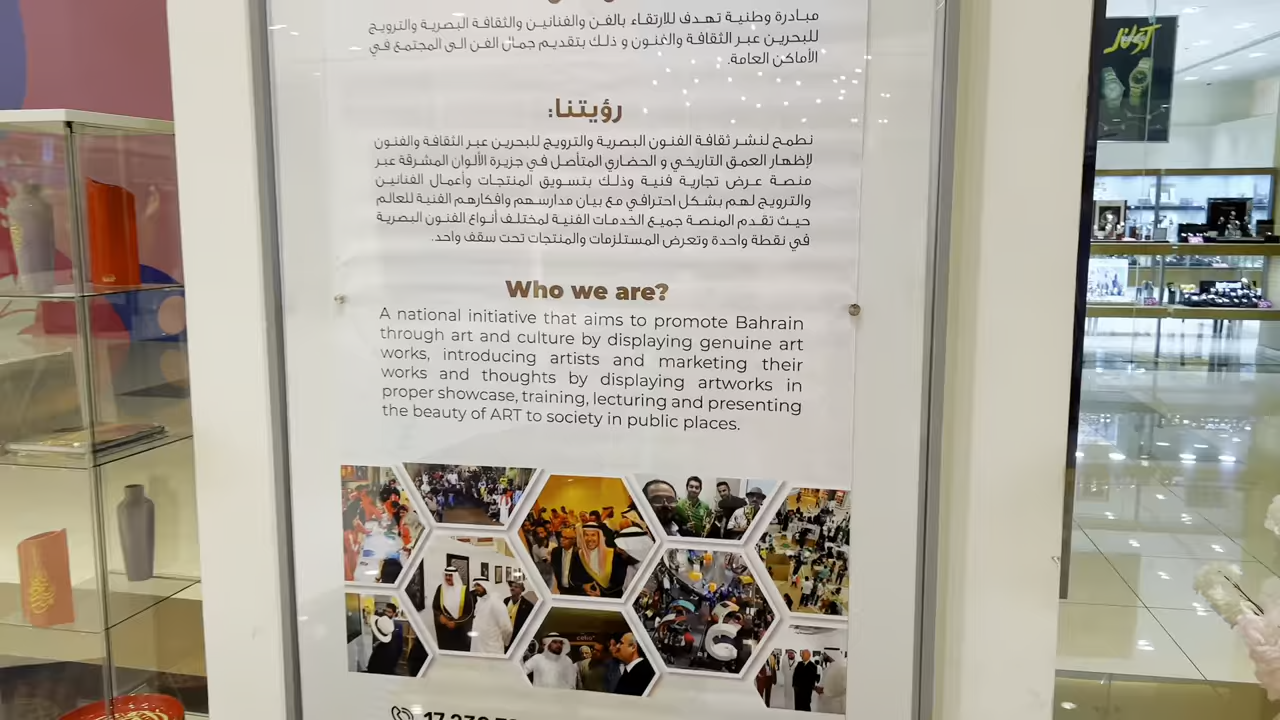 مبادرة وطنية تهدف للارتقاء بالفن والفنانين والثقافة البصرية والترويج
للبحرين عبر الثقافة والفنون و ذلك بتقديم جمال الفن الى المجتمع في
الأماكن العامة.
رؤيتنا:
نطمح لنشر ثقافة الفنون البصرية والترويج للبحرين عبر الثقافة والفنون
لإظهار العمق التاريخي و الحضاري المتأصل في جزيرة الألوان المشرقة عبر
منصة عرض تجارية فنية وذلك بتسويق المنتجات وأعمال الفنانين
والترويج لهم بشكل احترافي مع بيان مدارسهم وافكارهم الفنية للعالم
حيث تقدم المنصة جميع الخدمات الفنية لمختلف أنواع الفنون البصرية
في نقطة واحدة وتعرض المستلزمات والمنتجات تحت سقف واحد.
Who we are?
A national initiative that aims to promote Bahrain
through art and culture by displaying genuine art
works, introducing artists and marketing their
works and thoughts by displaying artworks in
proper showcase, training, lecturing and presenting
the beauty of ART to society in public places.
JUST